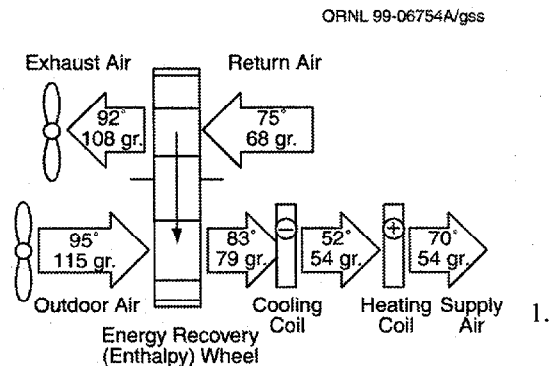 ORNL 99-06754A/gss
Exhaust Air
Return Air
92°
108 gr.
75°
68 gr.
95°
115 gr.
83°
79 gr.
52°
54 gr.
70°
54 gr.
Outdoor Air
Energy Recovery
(Enthalpy) Wheel
Cooling
Coil
Heating
Coil
Supply
Air
1.